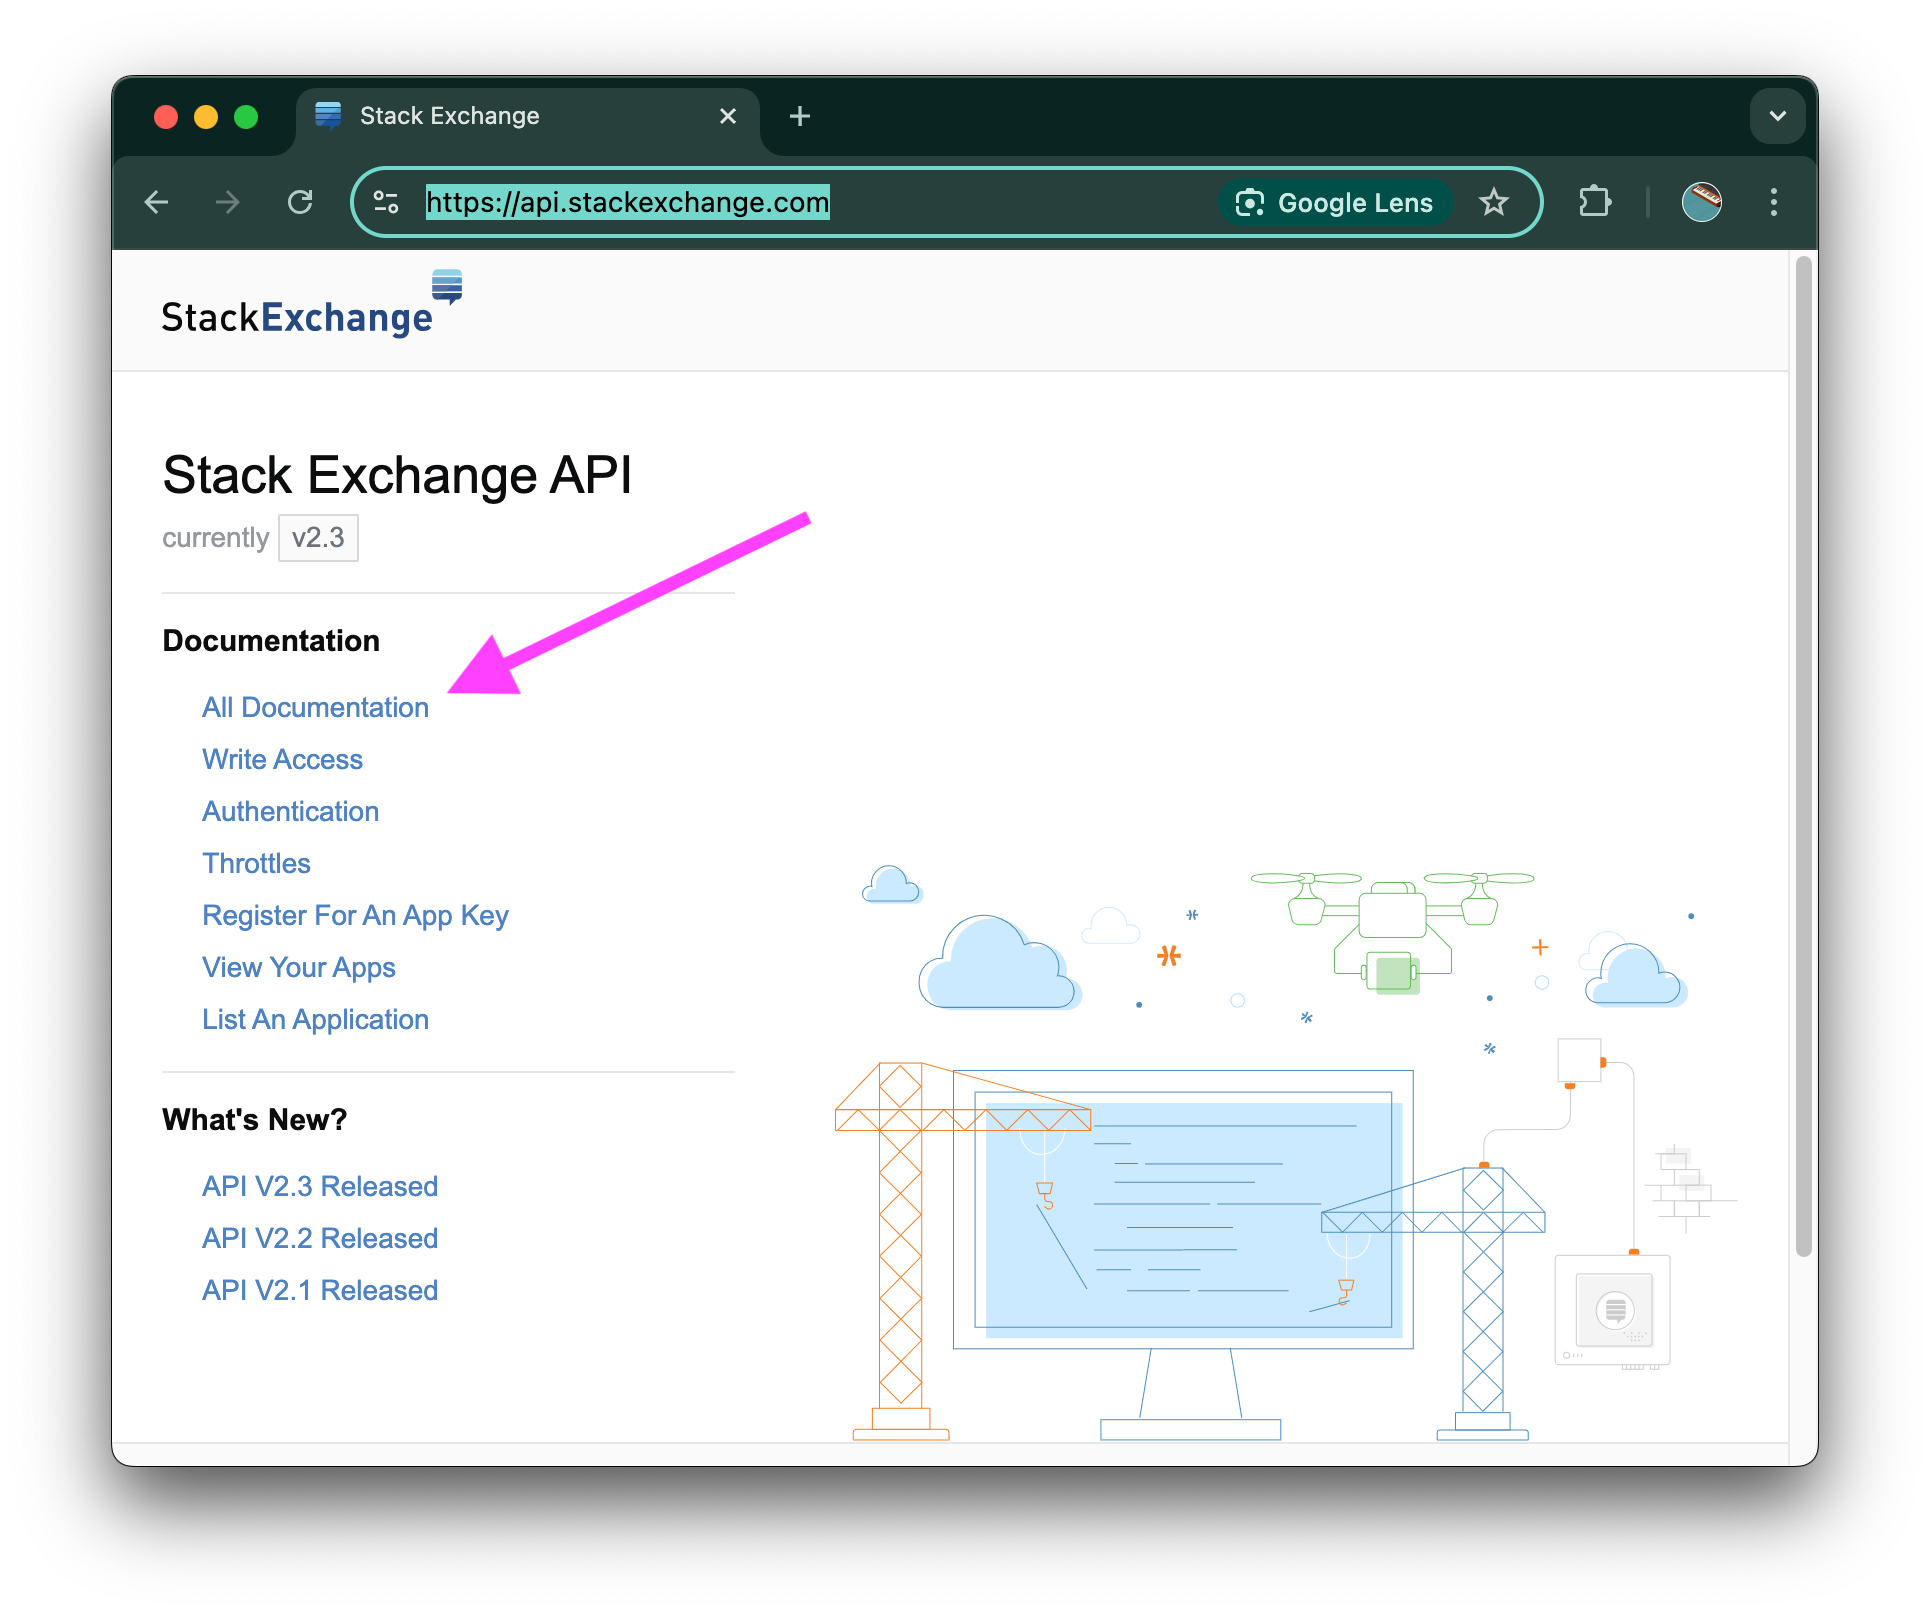 Stack Exchange
https://api.stackexchange.com
Google Lens
StackExchange
Stack Exchange API
currently v2.3
Documentation
All Documentation
Write Access
Authentication
Throttles
Register For An App Key
View Your Apps
List An Application
What's New?
API V2.3 Released
API V2.2 Released
API V2.1 Released